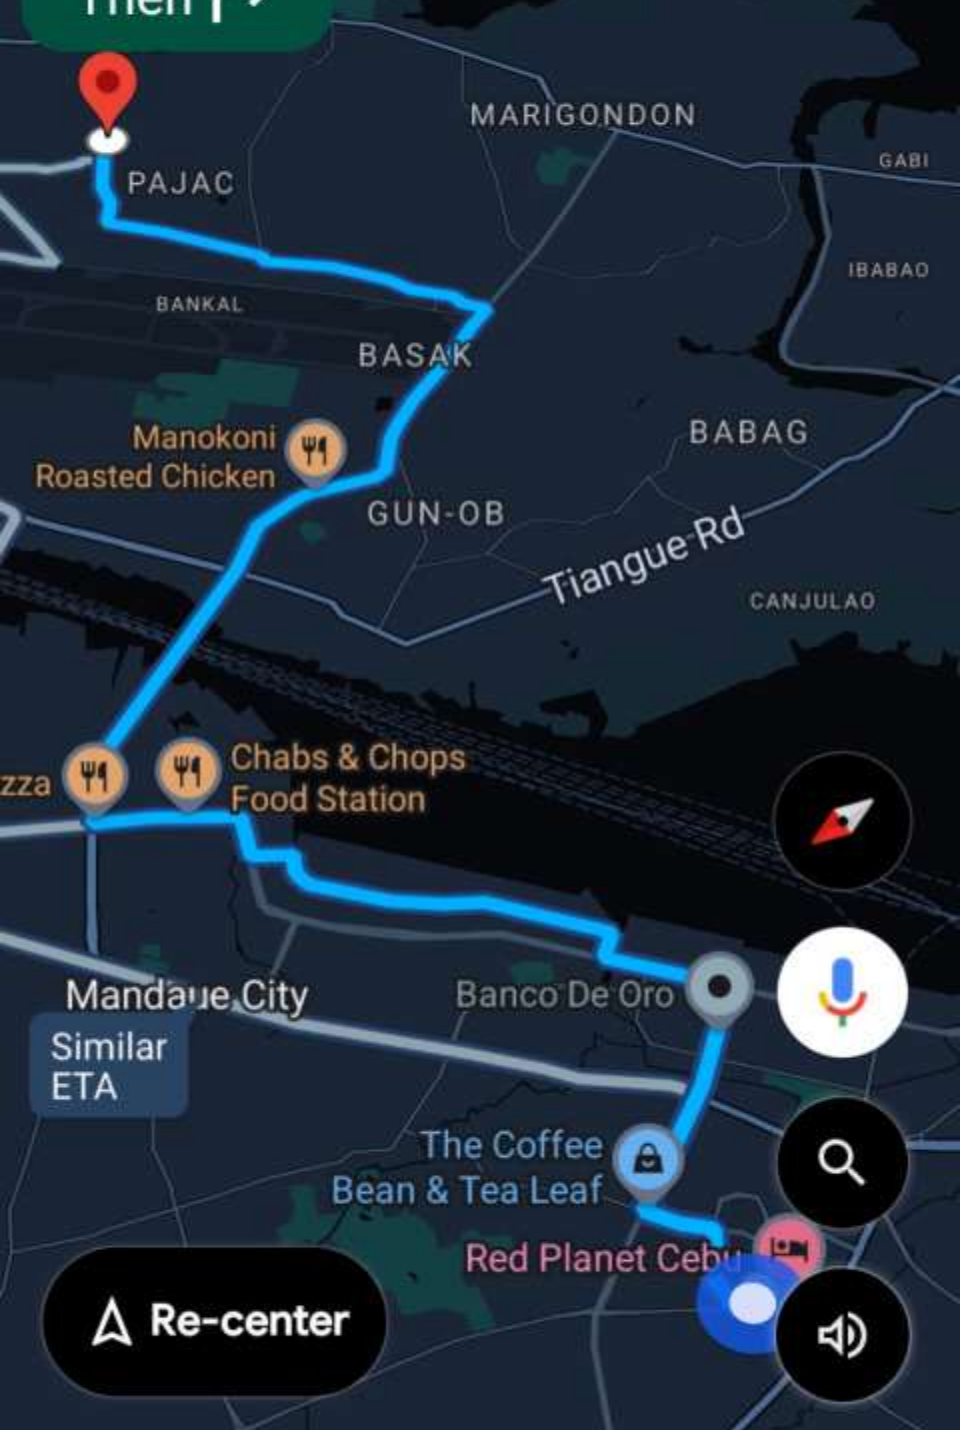 Then
MARIGONDON
GABI
PAJAC
IBABAO
BANKAL
BASAK
BABAG
Manokoni
Roasted Chicken
GUN-OB
Tiangue Rd
CANJULAO
Chabs & Chops
Food Station
zza
Mandaue City
Banco De Oro
Similar
ETA
The Coffee
Bean & Tea Leaf
Red Planet Cebu
Re-center